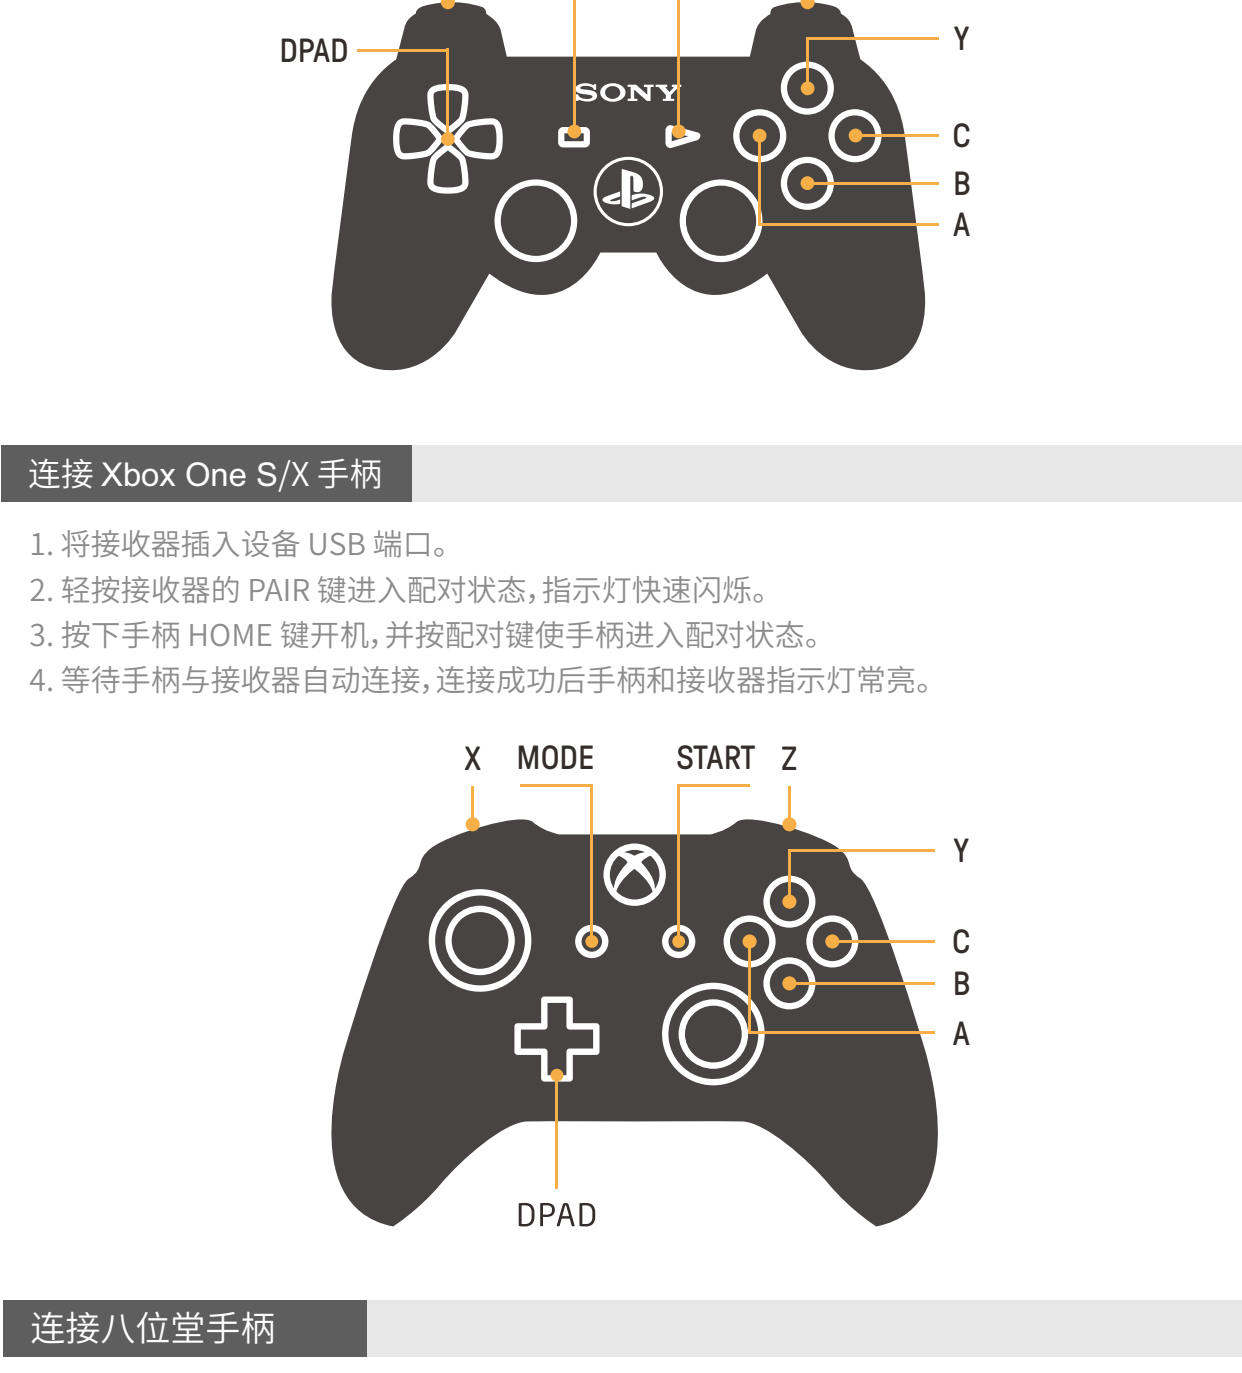 DPAD
Y
SONY
C
B
A
连接 Xbox One S/X 手柄
1. 将接收器插入设备 USB 端口。
2. 轻按接收器的 PAIR 键进入配对状态，指示灯快速闪烁。
3. 按下手柄 HOME 键开机，并按配对键使手柄进入配对状态。
4. 等待手柄与接收器自动连接，连接成功后手柄和接收器指示灯常亮。
X MODE START Z
Y
C
B
A
DPAD
连接八位堂手柄